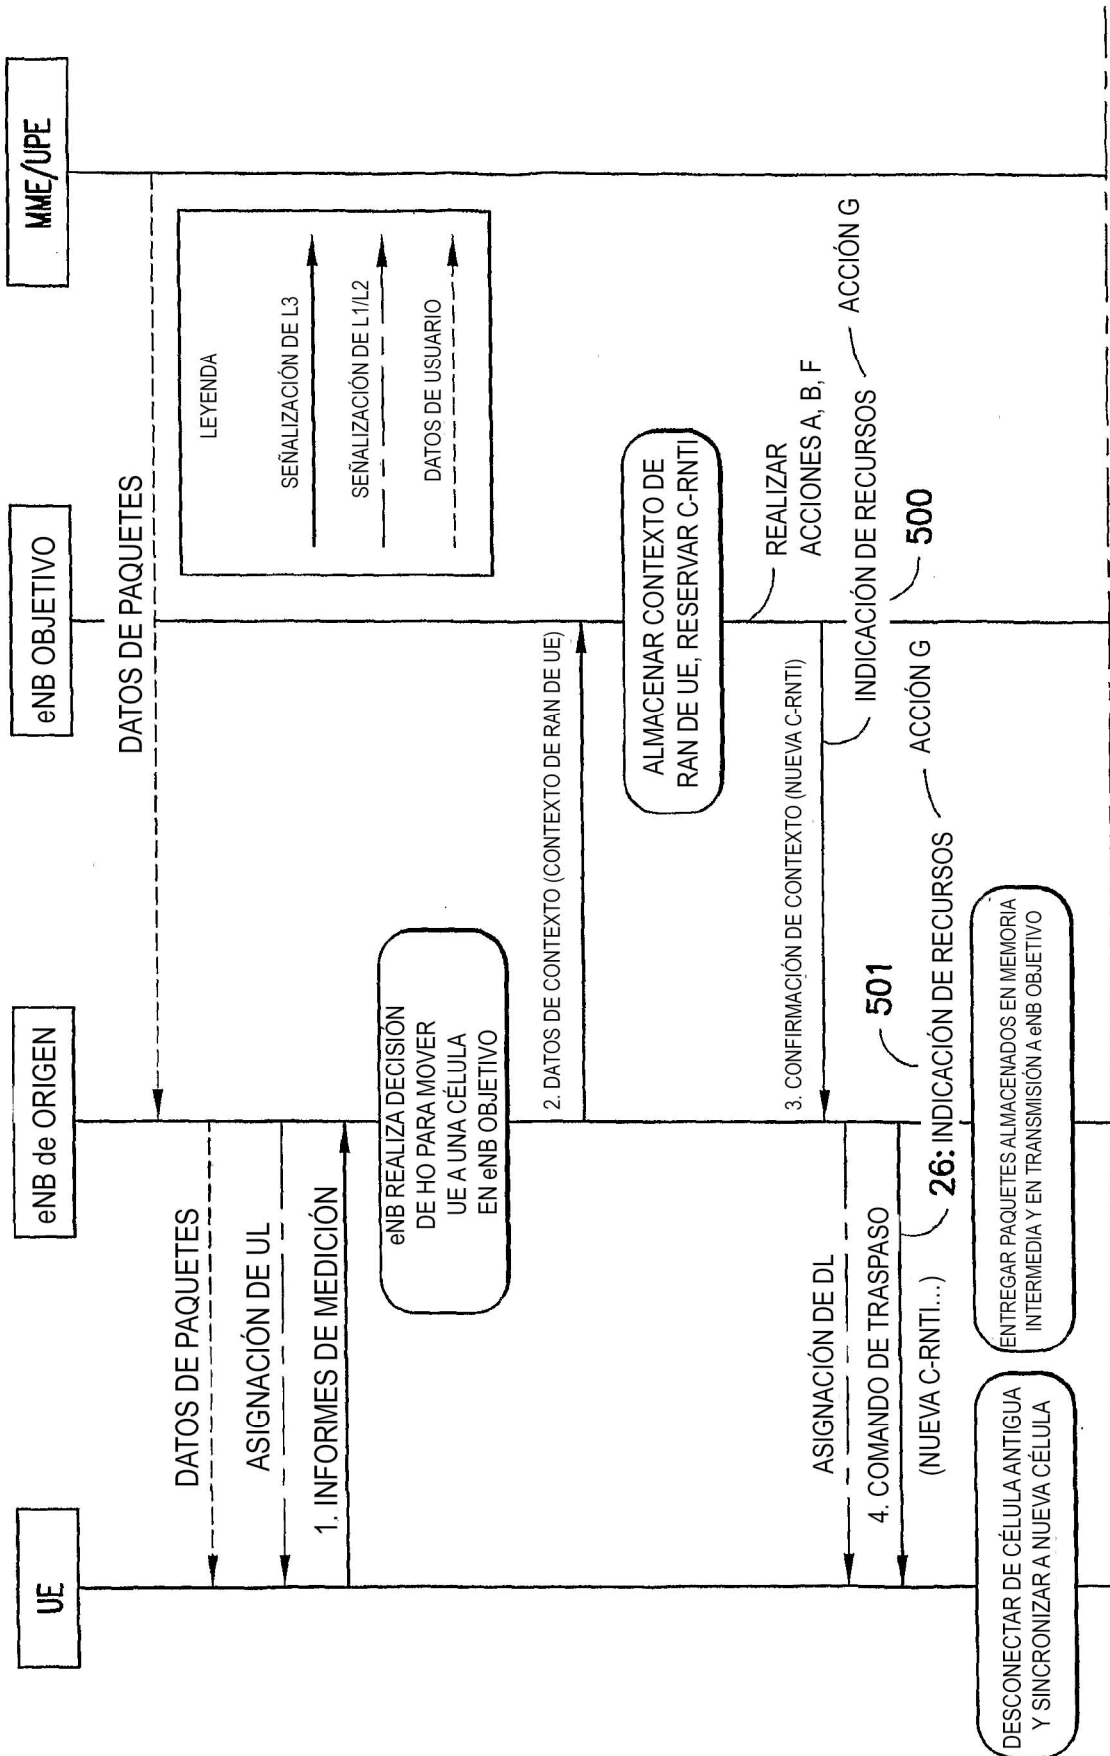 UE
eNB de ORIGEN
eNB OBJETIVO
MME/UPE
DATOS DE PAQUETES
DATOS DE PAQUETES
LEYENDA
SEÑALIZACIÓN DE L3
SEÑALIZACIÓN DE L1/L2
DATOS DE USUARIO
ASIGNACIÓN DE UL
1. INFORMES DE MEDICIÓN
eNB REALIZA DECISIÓN
DE HO PARA MOVER
UE A UNA CÉLULA
EN eNB OBJETIVO
2. DATOS DE CONTEXTO (CONTEXTO DE RAN DE UE)
ALMACENAR CONTEXTO DE
RAN DE UE, RESERVAR C-RNTI
REALIZAR
ACCIONES A, B, F
3. CONFIRMACIÓN DE CONTEXTO (NUEVA C-RNTI)
INDICACIÓN DE RECURSOS
ACCIÓN G
500
ASIGNACIÓN DE DL
501
4. COMANDO DE TRASPASO
(NUEVA C-RNTI...)
26: INDICACIÓN DE RECURSOS
ACCIÓN G
DESCONECTAR DE CÉLULA ANTIGUA
Y SINCRONIZAR A NUEVA CÉLULA
ENTREGAR PAQUETES ALMACENADOS EN MEMORIA
INTERMEDIA Y EN TRANSMISIÓN A eNB OBJETIVO